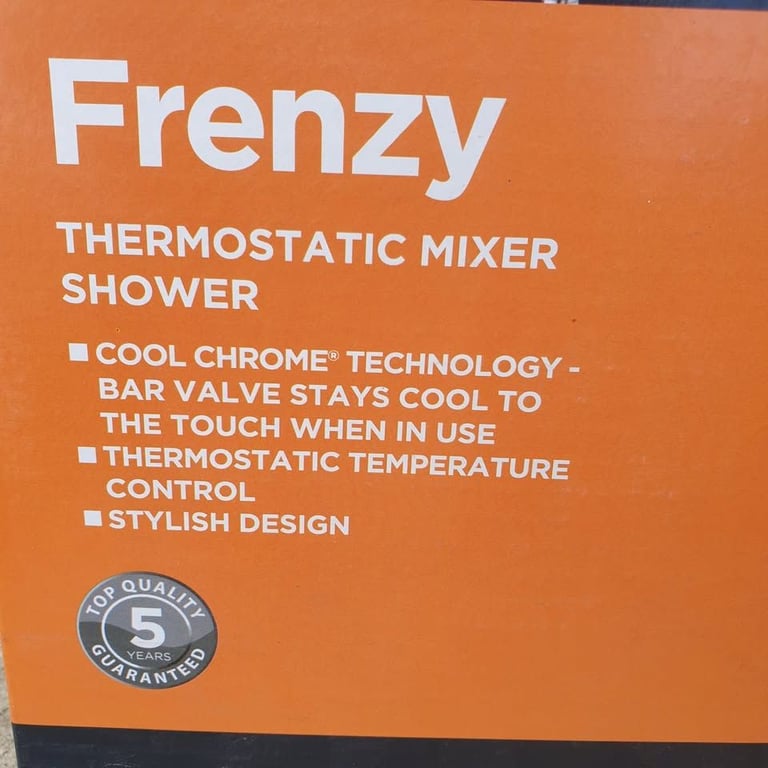 Frenzy
THERMOSTATIC MIXER
SHOWER
COOL CHROME® TECHNOLOGY -
BAR VALVE STAYS COOL TO
THE TOUCH WHEN IN USE
THERMOSTATIC TEMPERATURE
CONTROL
STYLISH DESIGN
TOP QUALITY
5
YEARS
GUARANTEED